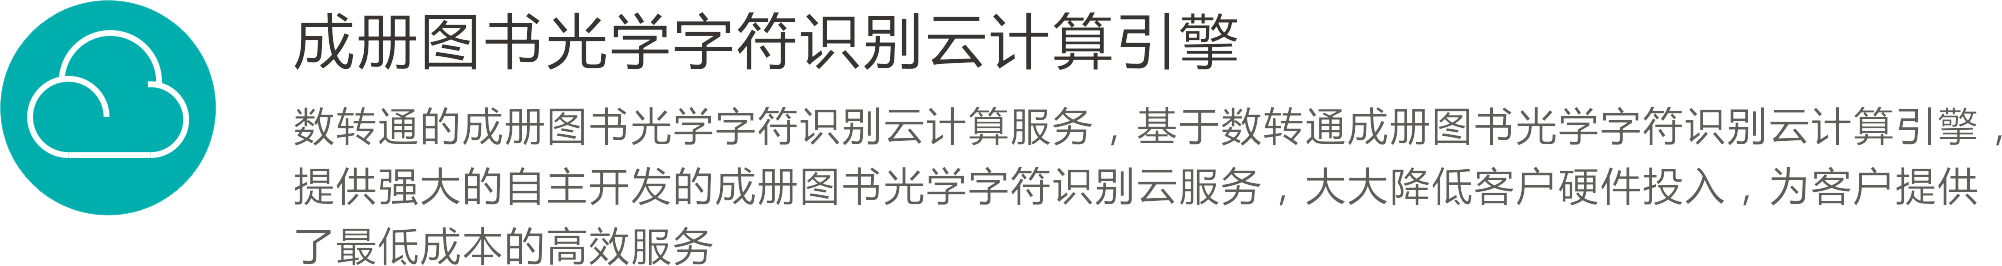 成册图书光学字符识别云计算引擎
数转通的成册图书光学字符识别云计算服务，基于数转通成册图书光学字符识别云计算引擎，
提供强大的自主开发的成册图书光学字符识别云服务，大大降低客户硬件投入，为客户提供
了最低成本的高效服务